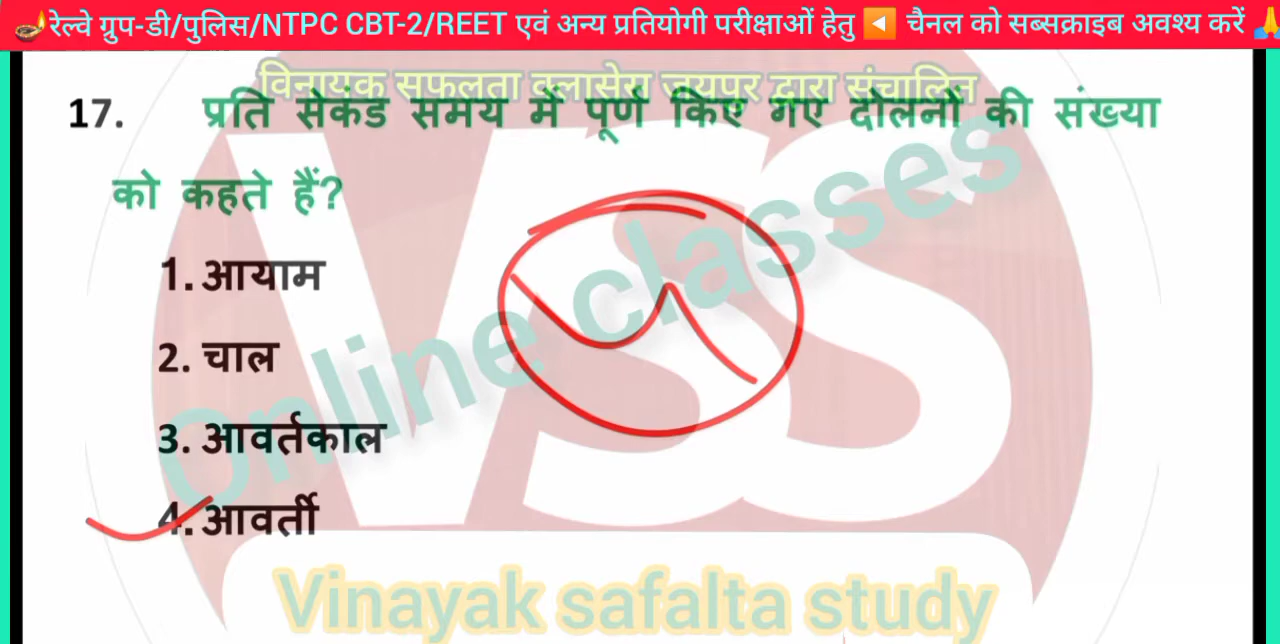 रेल्वे ग्रुप-डी/पुलिस/NTPC CBT-2/REET एवं अन्य प्रतियोगी परीक्षाओं हेतु ◀ चैनल को सब्सक्राइब अवश्य करें
विनायक सफलता क्लासेस जयपुर द्वारा संचालित
17. प्रति सेकंड समय में पूर्ण किए गए दोलनों की संख्या
को कहते हैं?
1. आयाम
2. चाल
3. आवर्तकाल
4. आवर्ती
VSS
Online classes
Vinayak safalta study